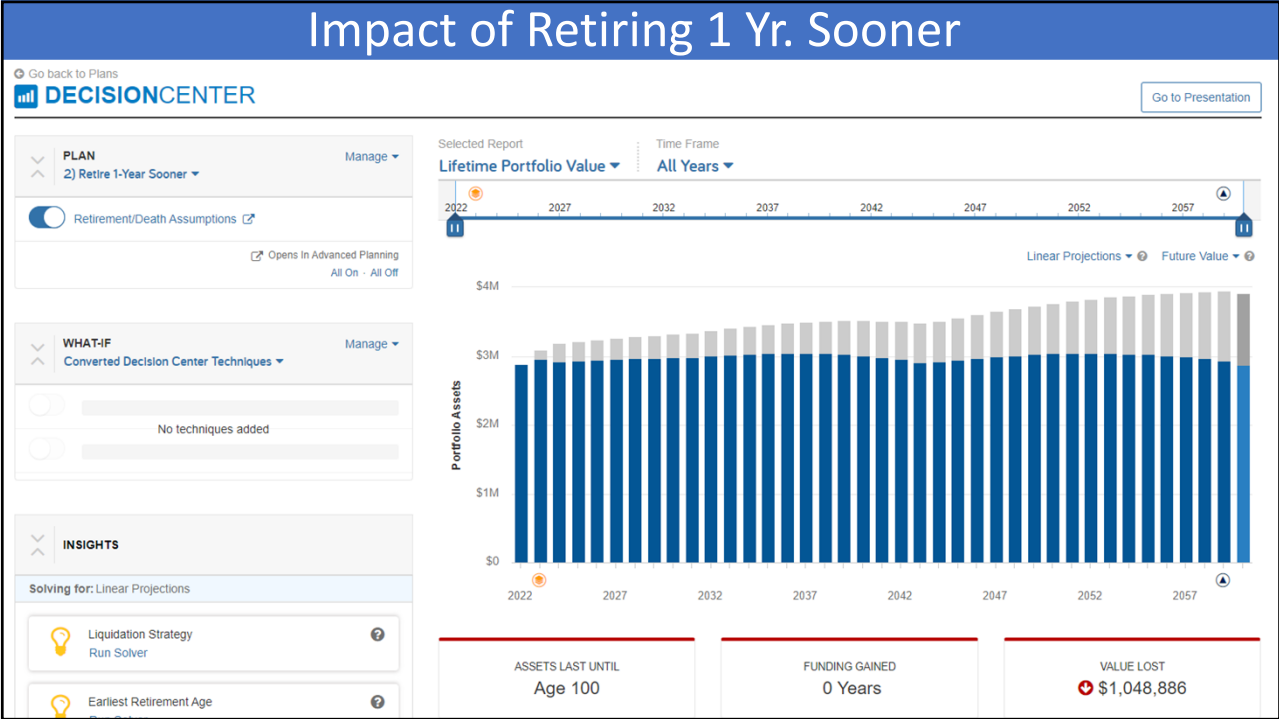 Impact of Retiring 1 Yr. Sooner
Go back to Plans
DECISIONCENTER
Go to Presentation
PLAN
Manage
2) Retire 1-Year Sooner
Retirement/Death Assumptions
Opens In Advanced Planning
All On · All Off
WHAT-IF
Manage
Converted Decision Center Techniques
No techniques added
INSIGHTS
Solving for: Linear Projections
Liquidation Strategy
Run Solver
Earliest Retirement Age
Run Solver
Selected Report
Time Frame
Lifetime Portfolio Value
All Years
2022 2027 2032 2037 2042 2047 2052 2057
Linear Projections ? Future Value ?
Portfolio Assets
$4M
$3M
$2M
$1M
$0
2022 2027 2032 2037 2042 2047 2052 2057
ASSETS LAST UNTIL
Age 100
FUNDING GAINED
0 Years
VALUE LOST
$1,048,886